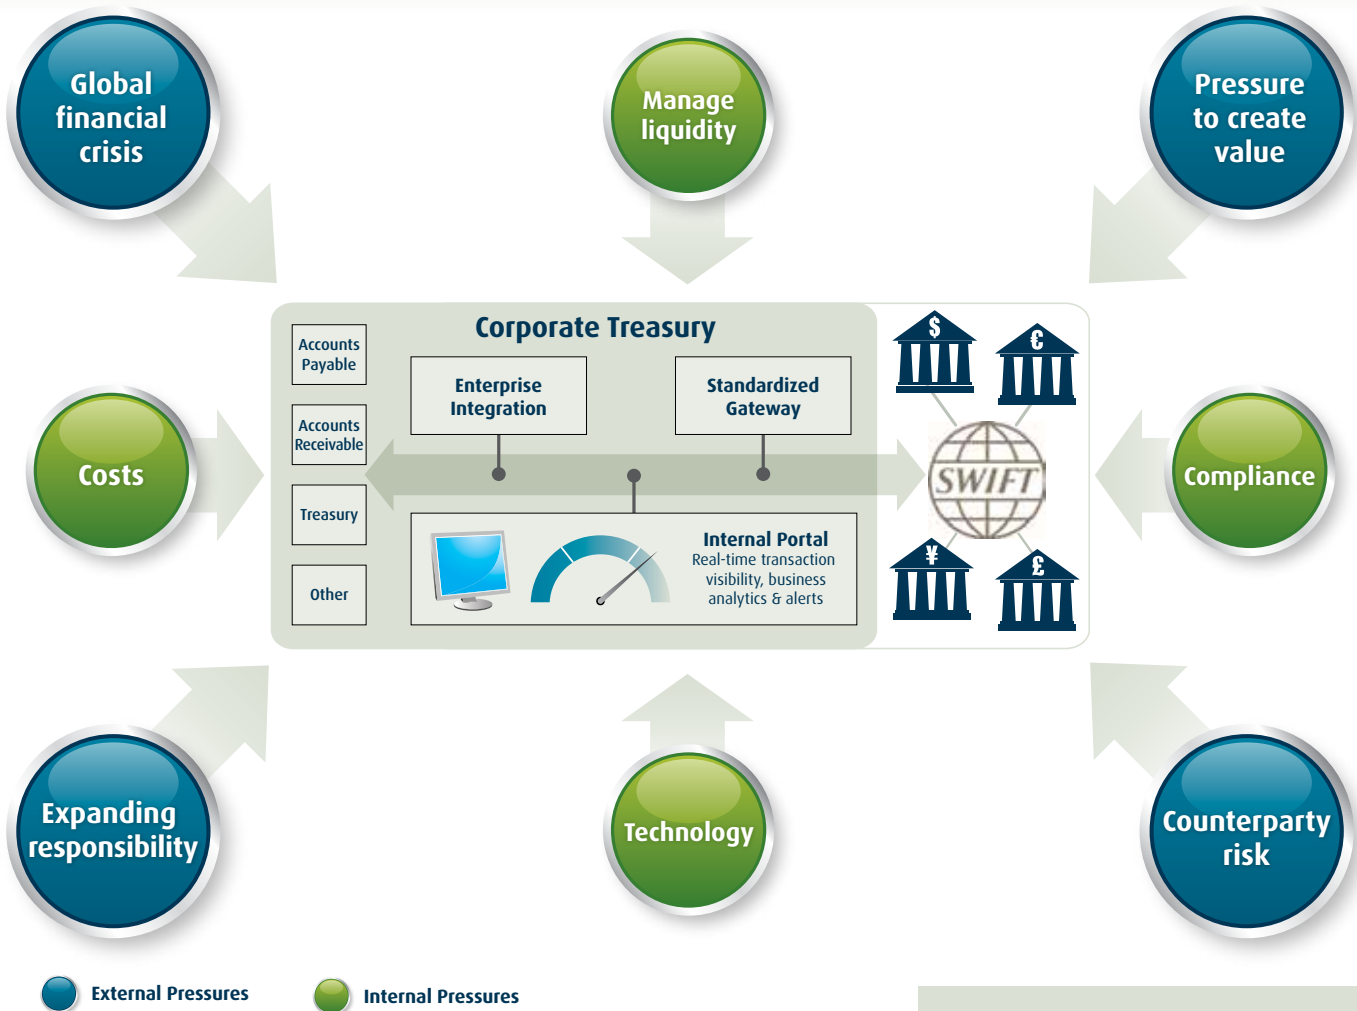 Global
financial
crisis
Manage
liquidity
Pressure
to create
value
Corporate Treasury
Accounts
Payable
Accounts
Receivable
Treasury
Other
Enterprise
Integration
Standardized
Gateway
Internal Portal
Real-time transaction
visibility, business
analytics & alerts
$
€
SWIFT
¥
£
Costs
Compliance
Expanding
responsibility
Technology
Counterparty
risk
External Pressures
Internal Pressures